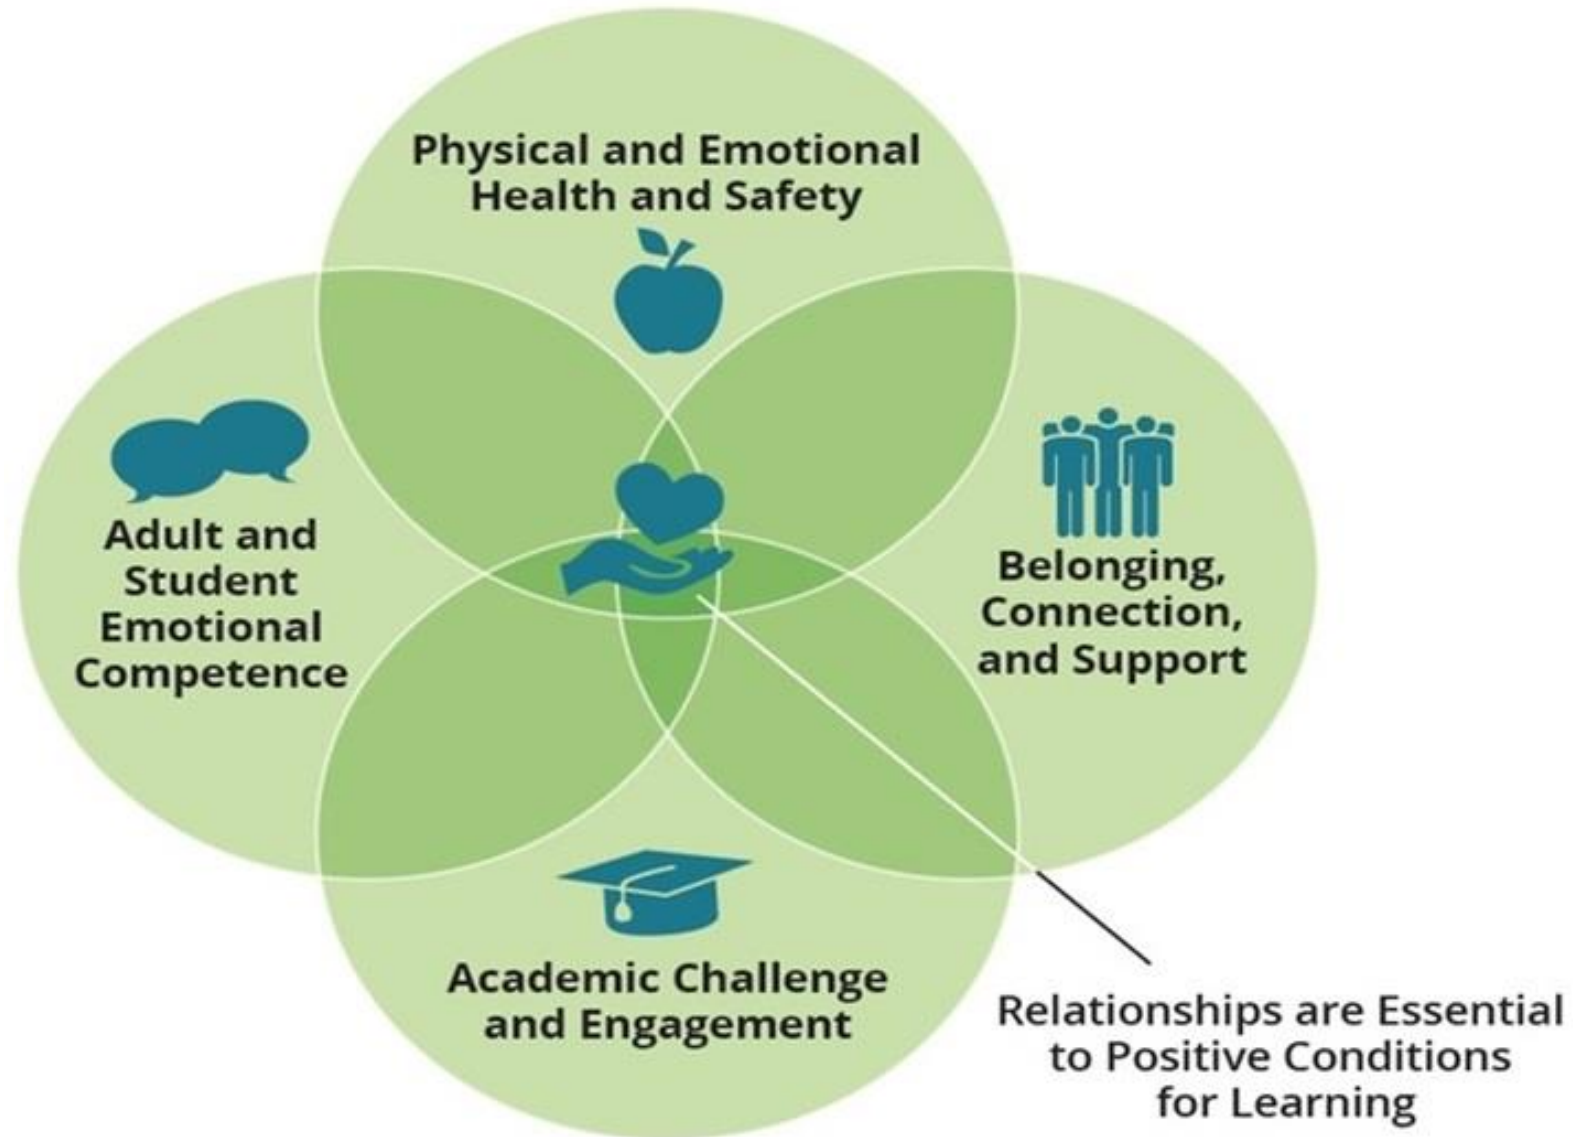 Physical and Emotional
Health and Safety
Adult and
Student
Emotional
Competence
Belonging,
Connection,
and Support
Academic Challenge
and Engagement
Relationships are Essential
to Positive Conditions
for Learning